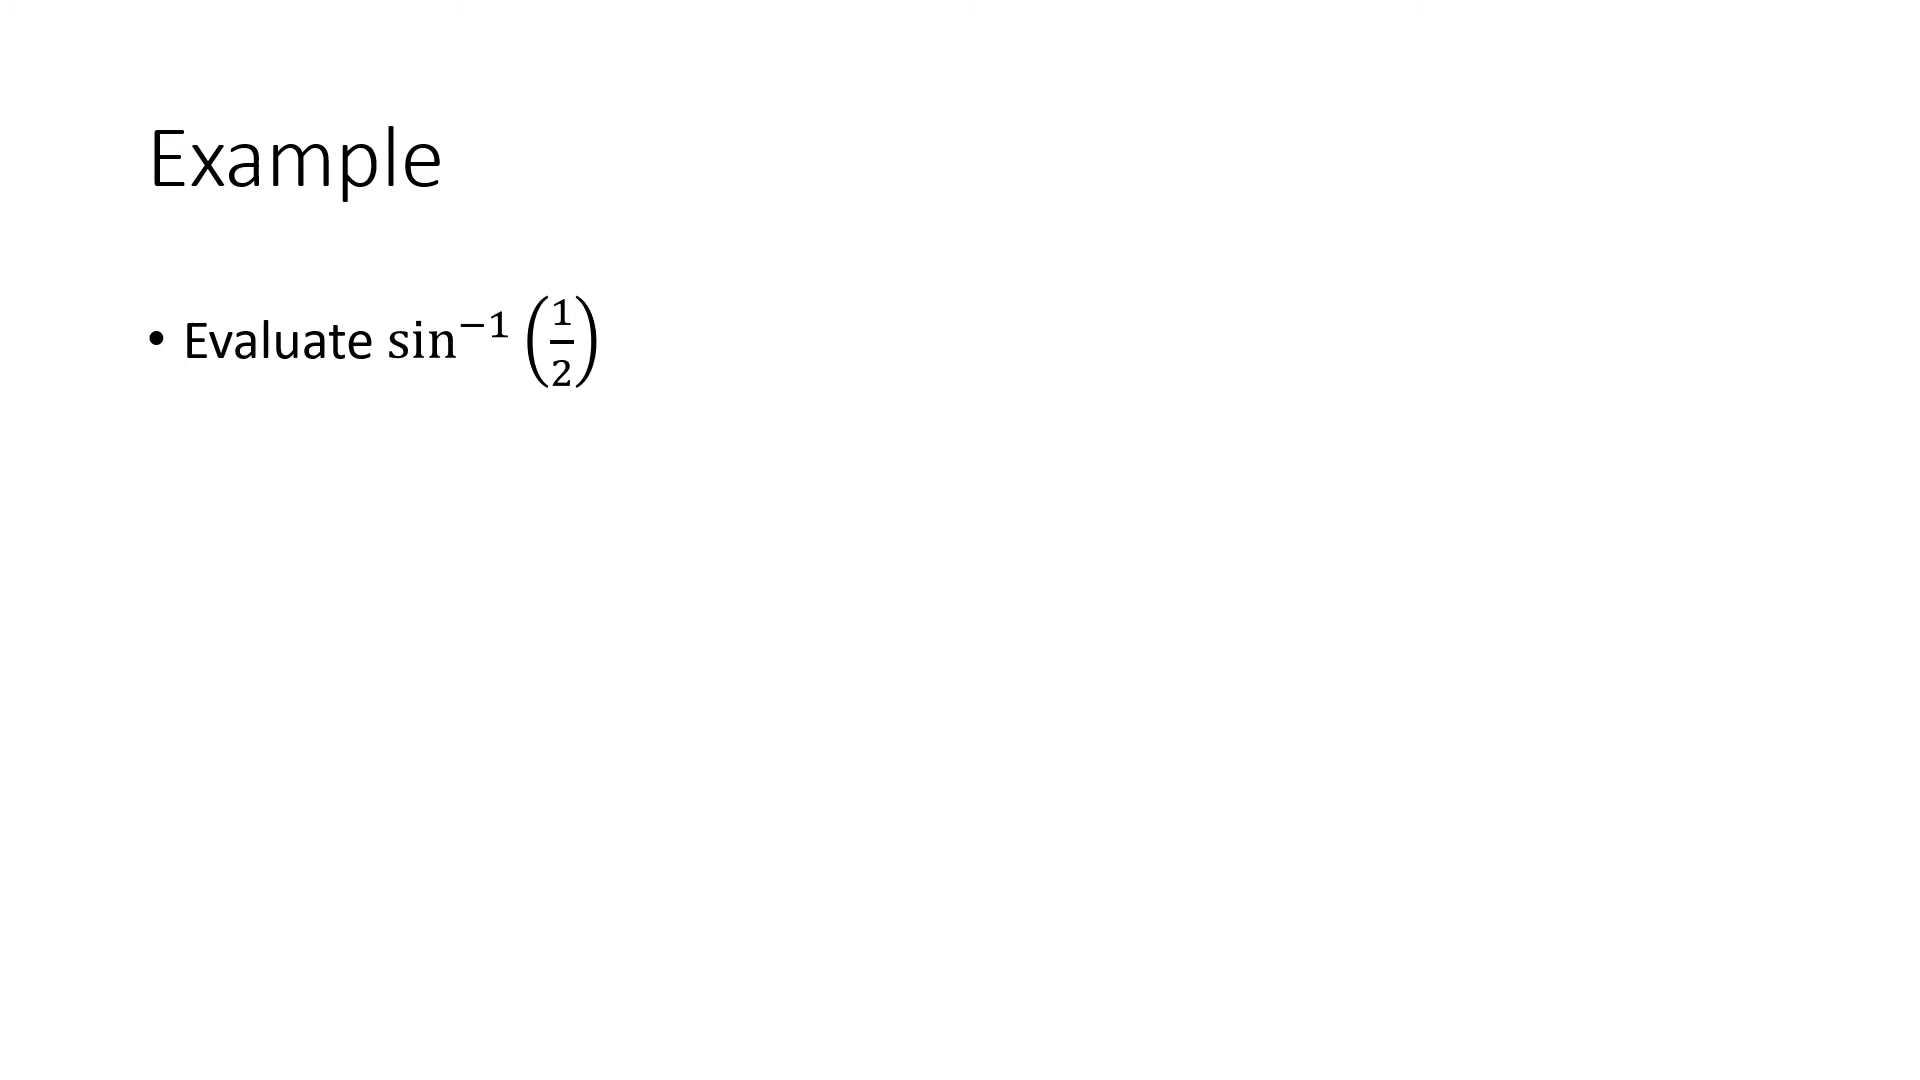 Example
• Evaluate sin⁻¹ (1/2)